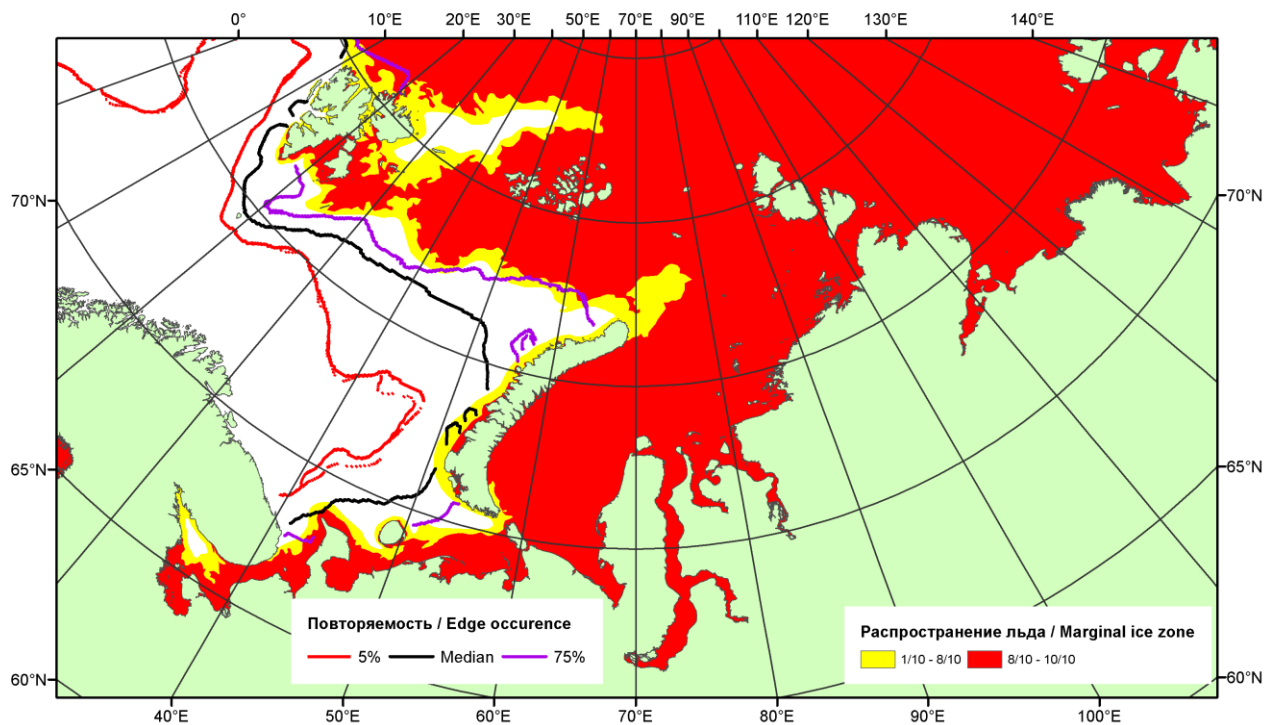 0° 10°E 20°E 30°E 50°E 70°E 90°E 110°E 120°E 130°E 140°E
70°N 70°N
65°N 65°N
Повторяемость / Edge occurence
5% Median 75%
Распространение льда / Marginal ice zone
1/10 - 8/10 8/10 - 10/10
60°N 60°N
40°E 50°E 60°E 70°E 80°E 90°E 100°E